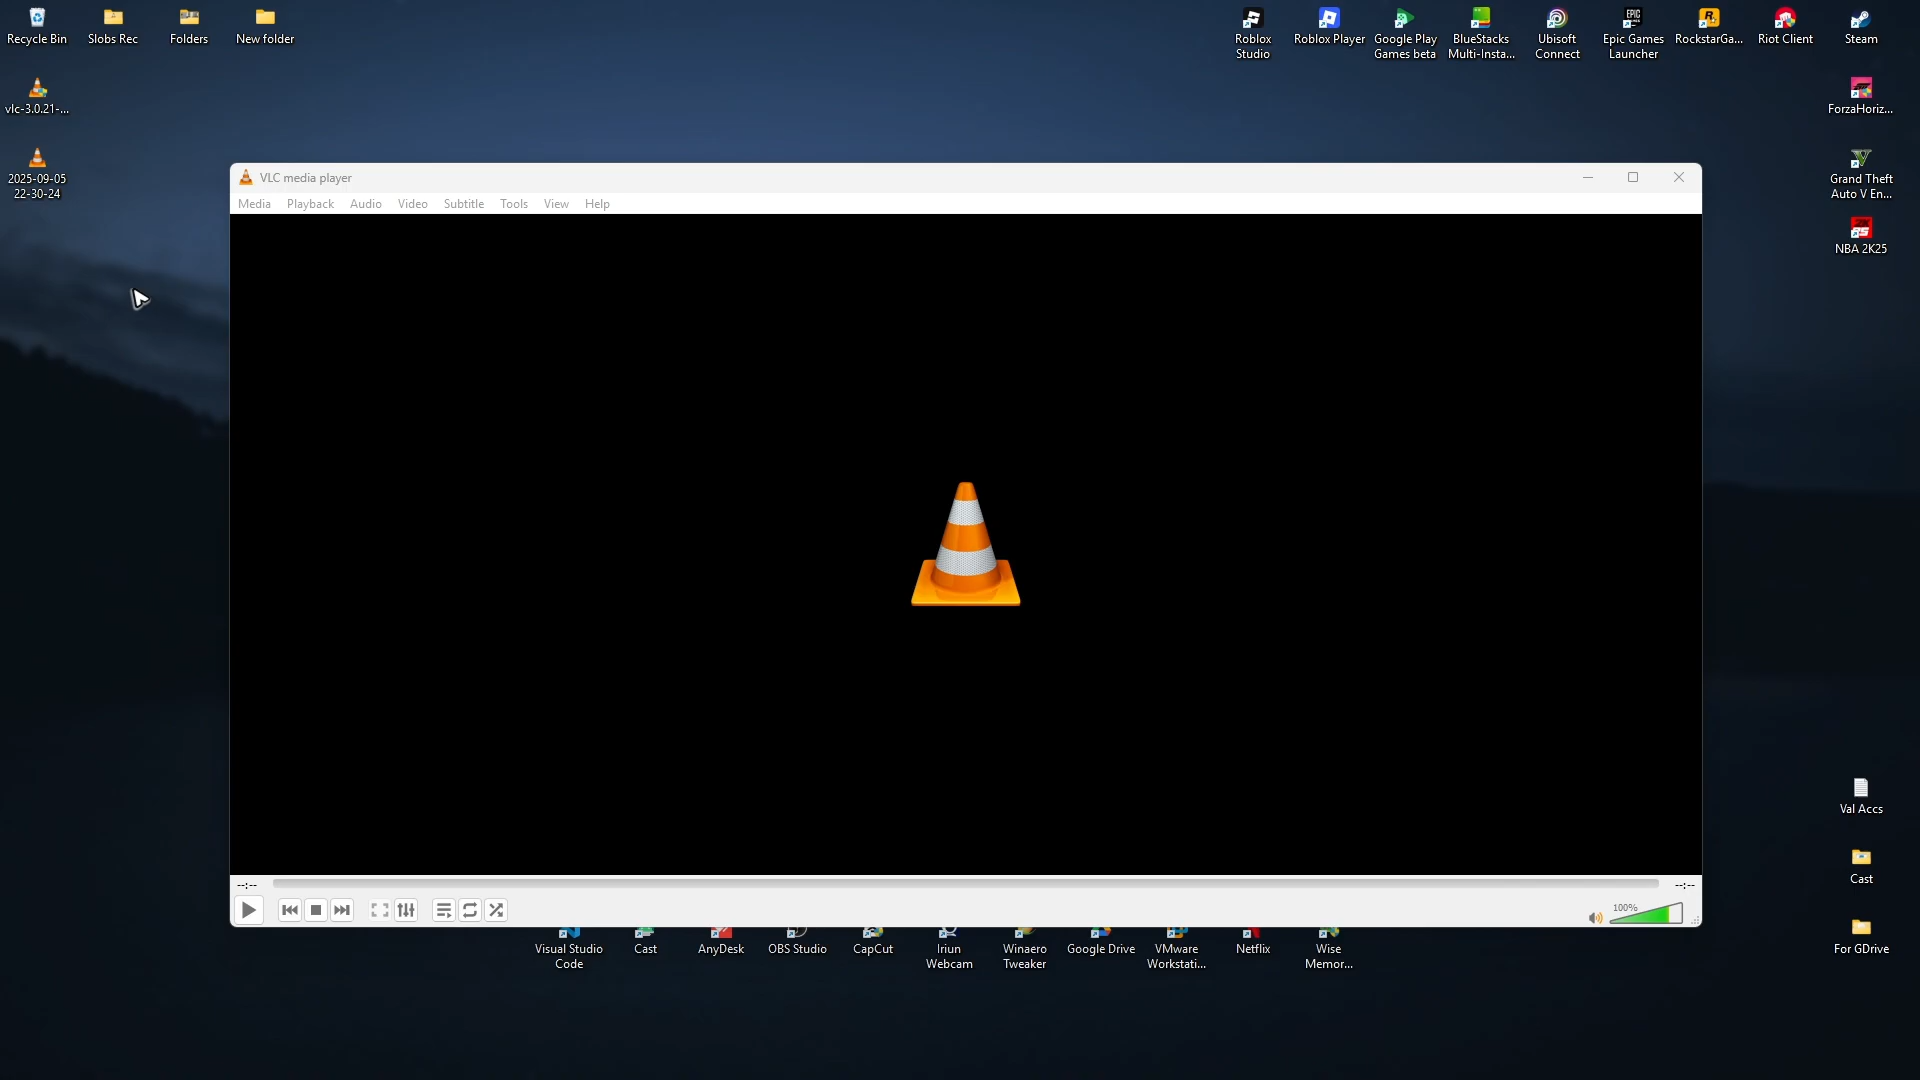 Recycle Bin
Slobs Rec
Folders
New folder
Roblox
Studio
Roblox Player
Google Play
Games beta
BlueStacks
Multi-Insta...
Ubisoft
Connect
EPIC
GAMES
Epic Games
Launcher
RockstarGa...
Riot Client
Steam
vlc-3.0.21-...
ForzaHoriz...
2025-09-05
22-30-24
Grand Theft
Auto V En...
NBA 2K25
VLC media player
Media
Playback
Audio
Video
Subtitle
Tools
View
Help
--:--
--:--
100%
Visual Studio
Code
Cast
AnyDesk
OBS Studio
CapCut
Iriun
Webcam
Winaero
Tweaker
Google Drive
VMware
Workstati...
Netflix
Wise
Memor...
Val Accs
Cast
For GDrive